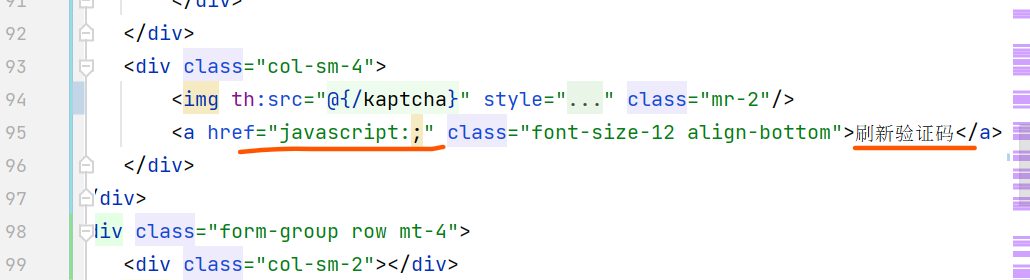 91 </div>
92 </div>
93 <div class="col-sm-4">
94 <img th:src="@{/kaptcha}" style="..." class="mr-2"/>
95 <a href="javascript:;" class="font-size-12 align-bottom">刷新验证码</a>
96 </div>
97 /div>
98 div class="form-group row mt-4">
99 <div class="col-sm-2"></div>